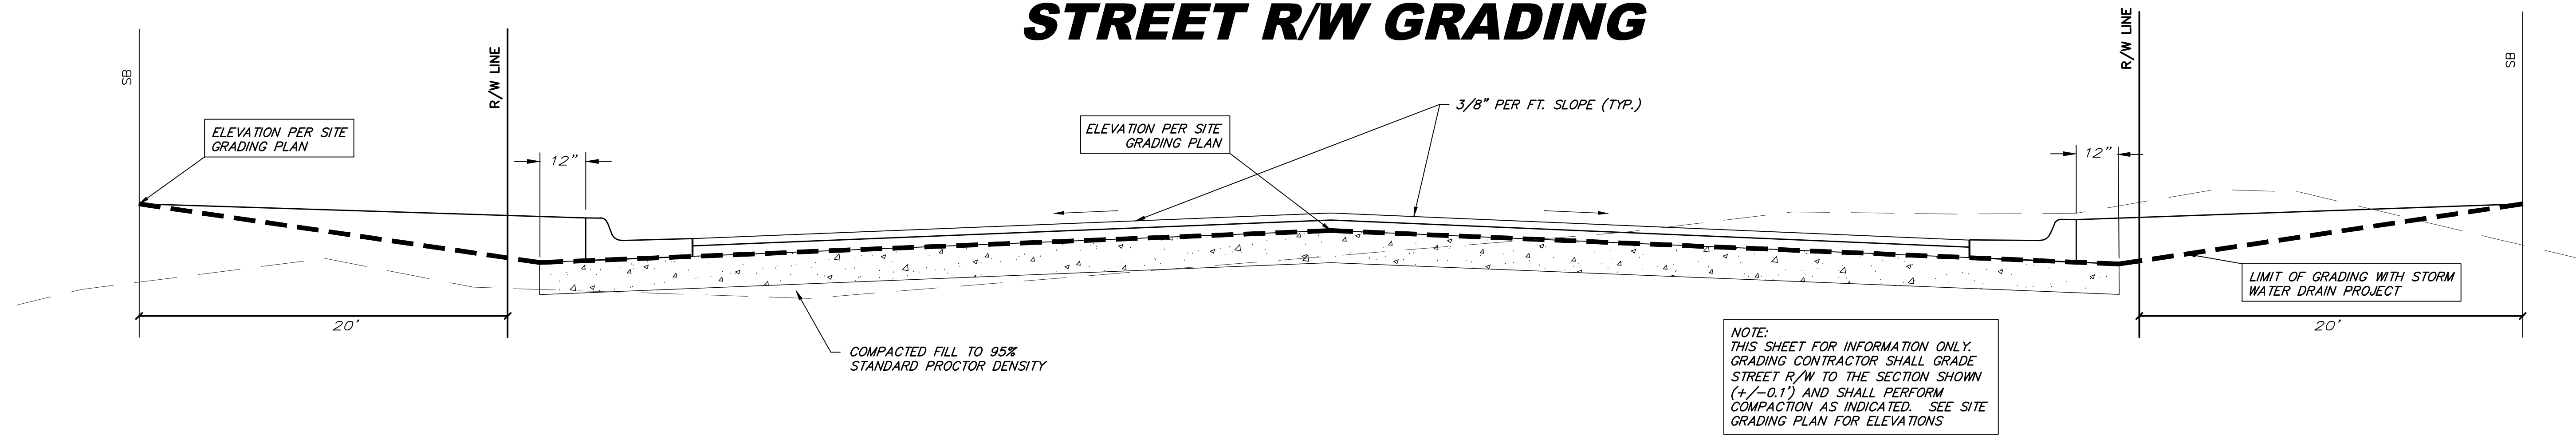 STREET R/W GRADING
SB
R/W LINE
R/W LINE
SB
ELEVATION PER SITE
GRADING PLAN
12"
ELEVATION PER SITE
GRADING PLAN
3/8" PER FT. SLOPE (TYP.)
12"
20'
COMPACTED FILL TO 95%
STANDARD PROCTOR DENSITY
LIMIT OF GRADING WITH STORM
WATER DRAIN PROJECT
20'
NOTE:
THIS SHEET FOR INFORMATION ONLY.
GRADING CONTRACTOR SHALL GRADE
STREET R/W TO THE SECTION SHOWN
(+/-0.1') AND SHALL PERFORM
COMPACTION AS INDICATED. SEE SITE
GRADING PLAN FOR ELEVATIONS